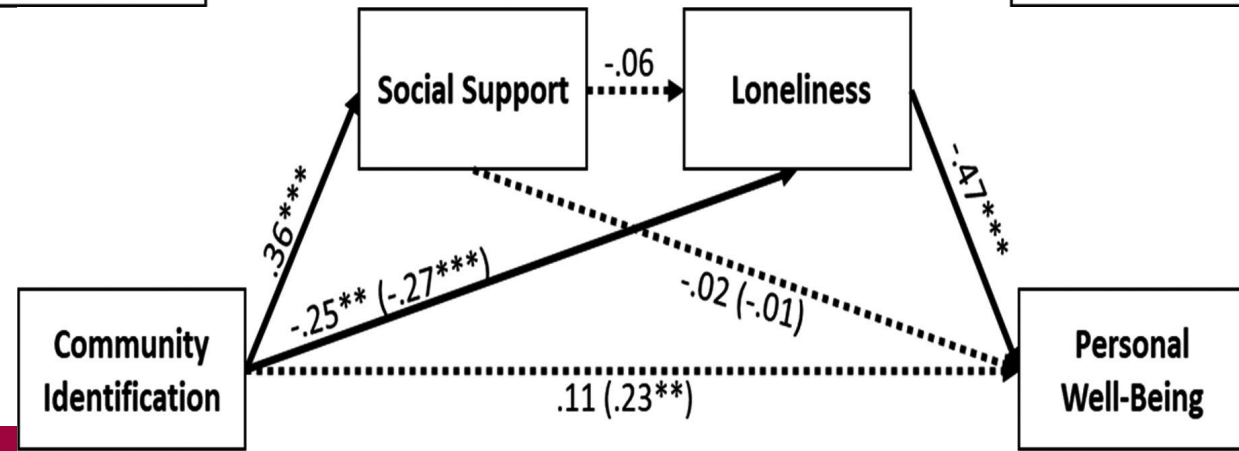 -.06
Social Support
Loneliness
.36***
-.47***
-.25** (-.27***)
-.02 (-.01)
Community
Identification
.11 (.23**)
Personal
Well-Being